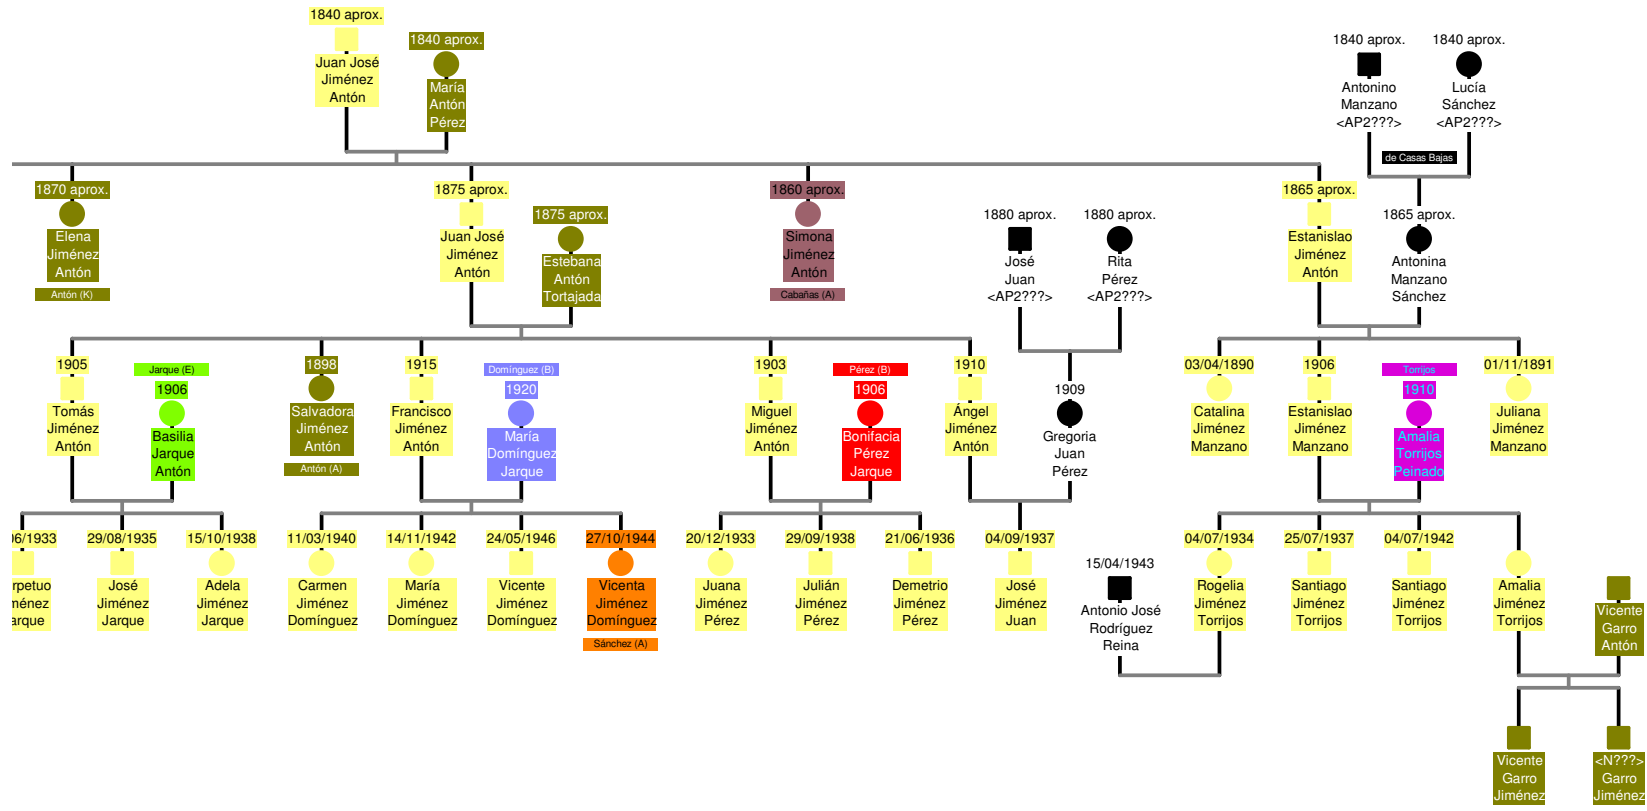 1840 aprox.
Juan José
Jiménez
Antón
1840 aprox.
María
Antón
Pérez
1840 aprox.
Antonino
Manzano
<AP2???>
1840 aprox.
Lucía
Sánchez
<AP2???>
de Casas Bajas
1870 aprox.
Elena
Jiménez
Antón
Antón (K)
1875 aprox.
Juan José
Jiménez
Antón
1875 aprox.
Estebana
Antón
Tortajada
1860 aprox.
Simona
Jiménez
Antón
Cabañas (A)
1880 aprox.
José
Juan
<AP2???>
1880 aprox.
Rita
Pérez
<AP2???>
1865 aprox.
Estanislao
Jiménez
Antón
1865 aprox.
Antonina
Manzano
Sánchez
1905
Tomás
Jiménez
Antón
Jarque (E)
1906
Basilia
Jarque
Antón
1898
Salvadora
Jiménez
Antón
Antón (A)
1915
Francisco
Jiménez
Antón
Domínguez (B)
1920
María
Domínguez
Jarque
1903
Miguel
Jiménez
Antón
Pérez (B)
1906
Bonifacia
Pérez
Jarque
1910
Ángel
Jiménez
Antón
1909
Gregoria
Juan
Pérez
03/04/1890
Catalina
Jiménez
Manzano
1906
Estanislao
Jiménez
Manzano
Torrijos
1910
Amalia
Torrijos
Peinado
01/11/1891
Juliana
Jiménez
Manzano
06/1933
rpetuo
ménez
arque
29/08/1935
José
Jiménez
Jarque
15/10/1938
Adela
Jiménez
Jarque
11/03/1940
Carmen
Jiménez
Domínguez
14/11/1942
María
Jiménez
Domínguez
24/05/1946
Vicente
Jiménez
Domínguez
27/10/1944
Vicenta
Jiménez
Domínguez
Sánchez (A)
20/12/1933
Juana
Jiménez
Pérez
29/09/1938
Julián
Jiménez
Pérez
21/06/1936
Demetrio
Jiménez
Pérez
04/09/1937
José
Jiménez
Juan
15/04/1943
Antonio José
Rodríguez
Reina
04/07/1934
Rogelia
Jiménez
Torrijos
25/07/1937
Santiago
Jiménez
Torrijos
04/07/1942
Santiago
Jiménez
Torrijos
Amalia
Jiménez
Torrijos
Vicente
Garro
Antón
Vicente
Garro
Jiménez
<N???>
Garro
Jiménez